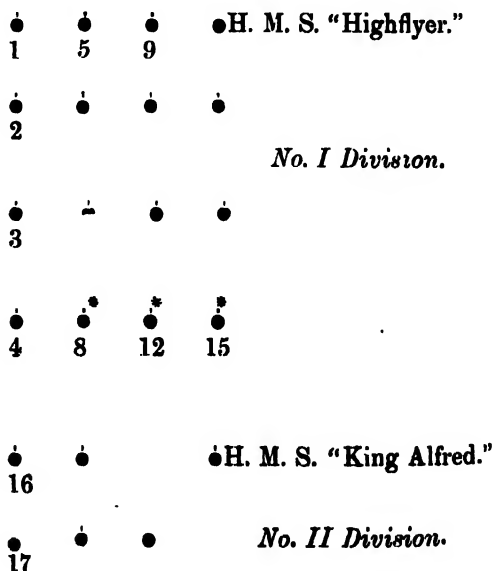 H. M. S. "Highflyer."
1 5 9
2
No. I Division.
3
* * *
4 8 12 15
H. M. S. "King Alfred."
16
No. II Division.
17